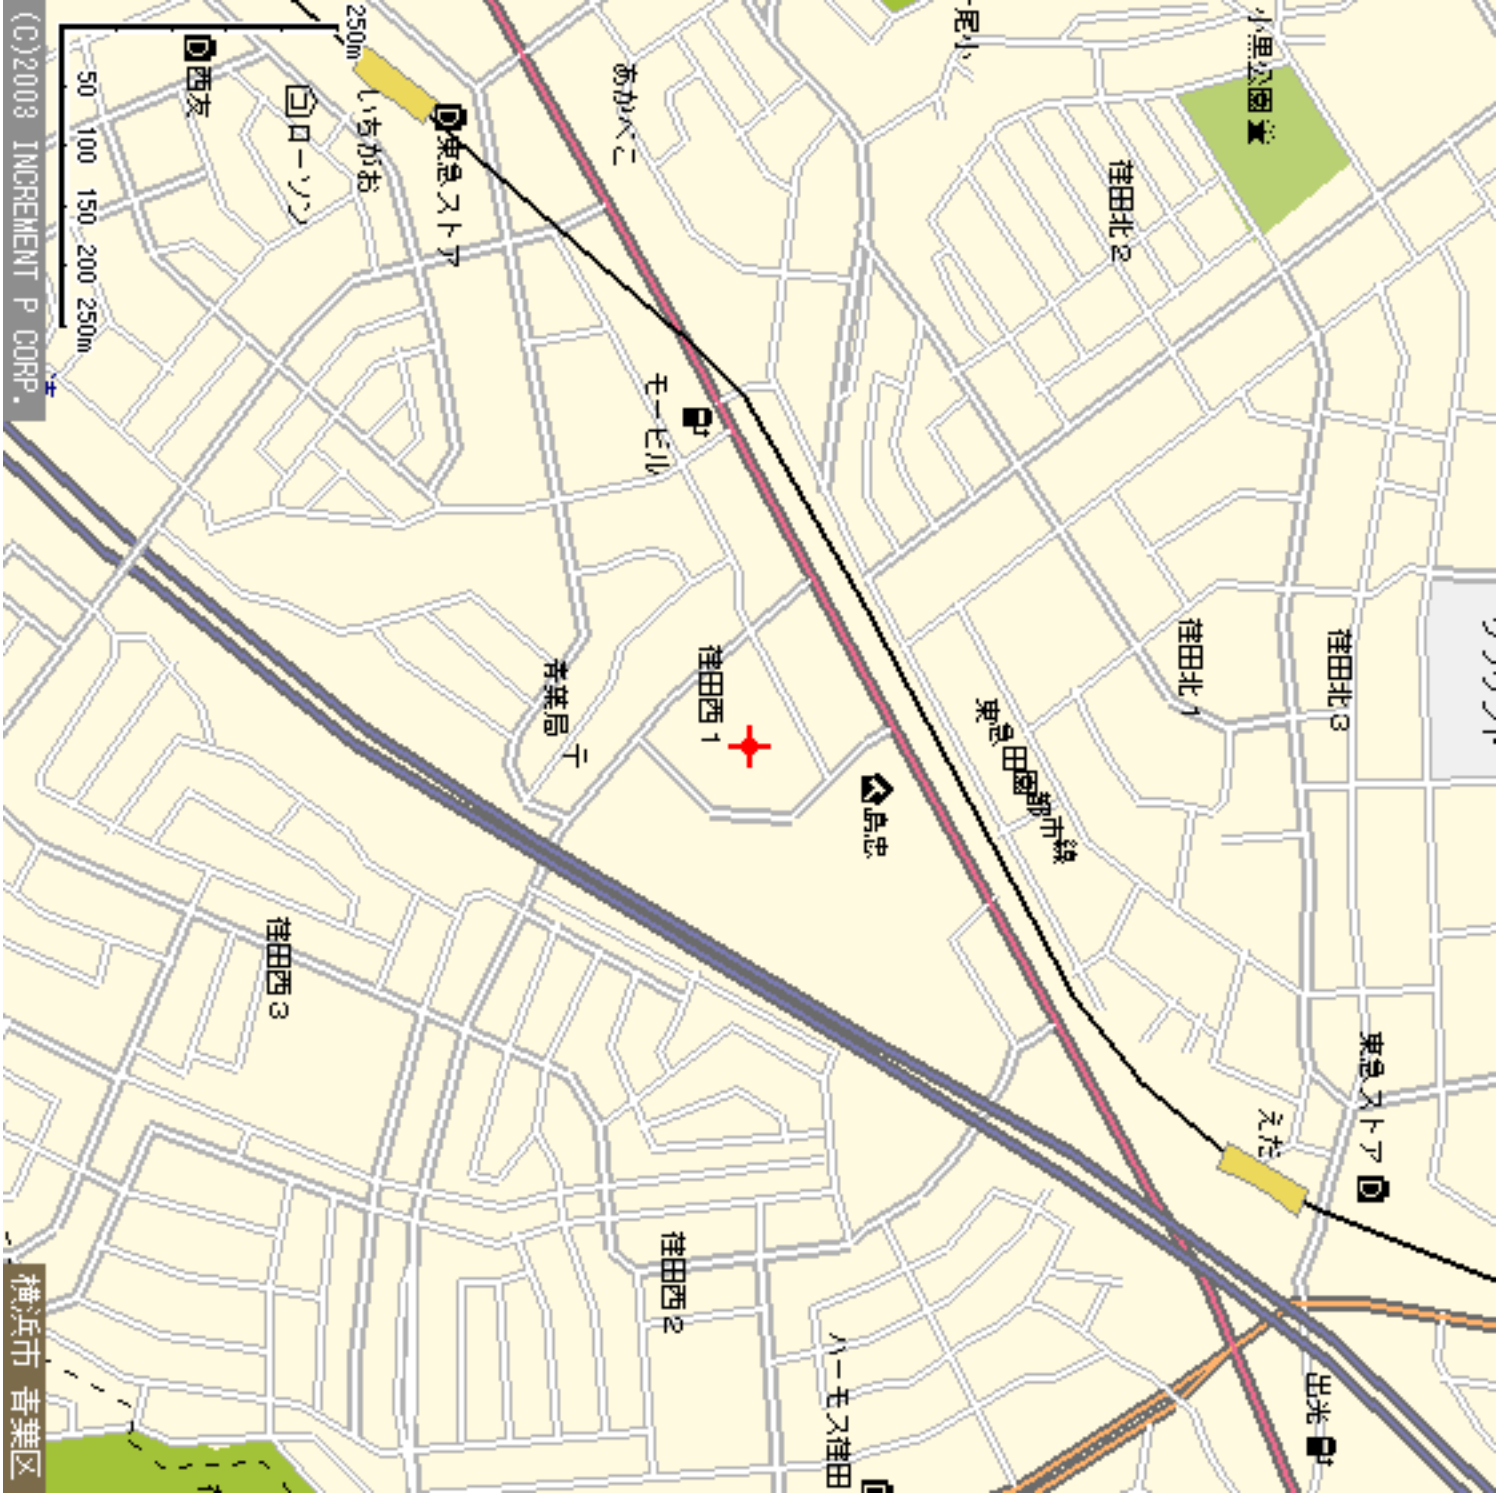 小黒公園
尾小
荏田北2
あかべこ
250m
西友
ローソン
いちがお
東急ストア
50 100 150 200 250m
(C)2003 INCREMENT P CORP.
モービル
荏田北1
荏田北3
荏田西1
青葉局
東急田園都市線
島忠
荏田西3
東急ストア
えだ
荏田西2
ハーモス荏田
出光
横浜市 青葉区